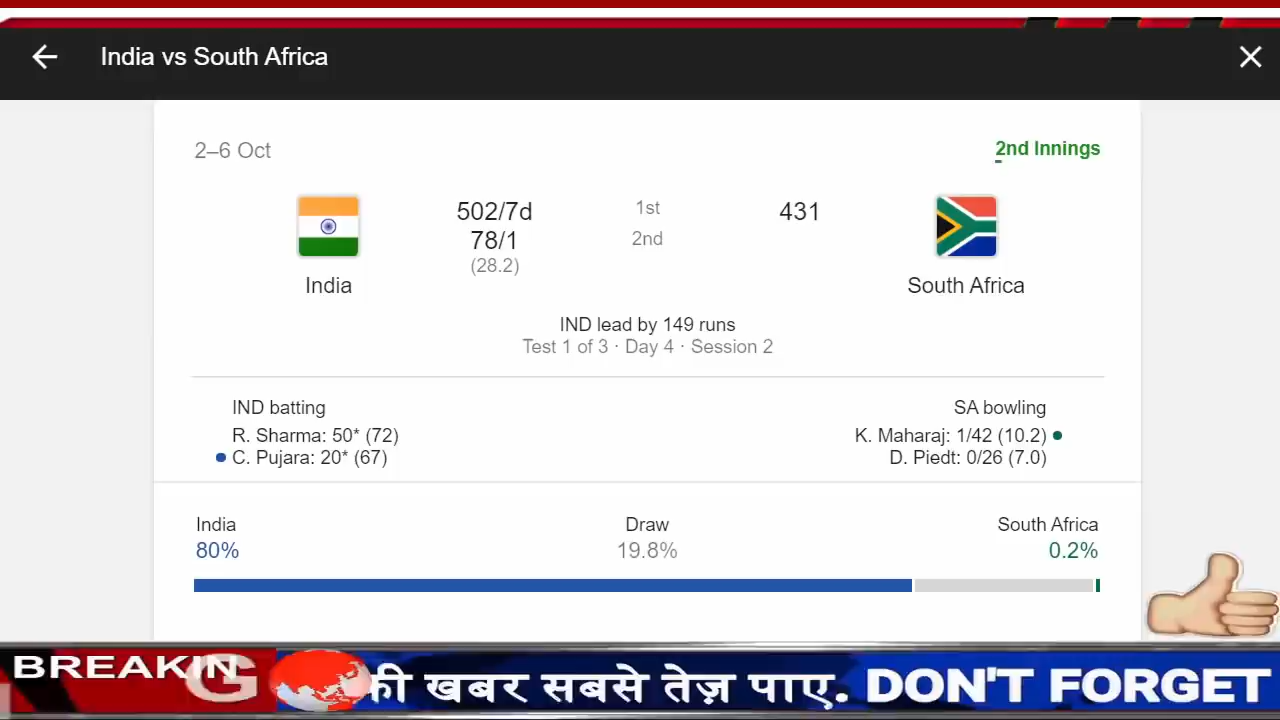 India vs South Africa
2–6 Oct
2nd Innings
502/7d 1st 431
78/1 2nd
(28.2)
India South Africa
IND lead by 149 runs
Test 1 of 3 · Day 4 · Session 2
IND batting SA bowling
R. Sharma: 50* (72) K. Maharaj: 1/42 (10.2)
C. Pujara: 20* (67) D. Piedt: 0/26 (7.0)
India Draw South Africa
80% 19.8% 0.2%
BREAKING की खबर सबसे तेज़ पाए. DON'T FORGET